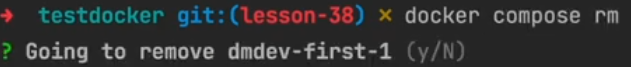 → testdocker git:(lesson-38) ✗ docker compose rm
? Going to remove dmdev-first-1 (y/N)